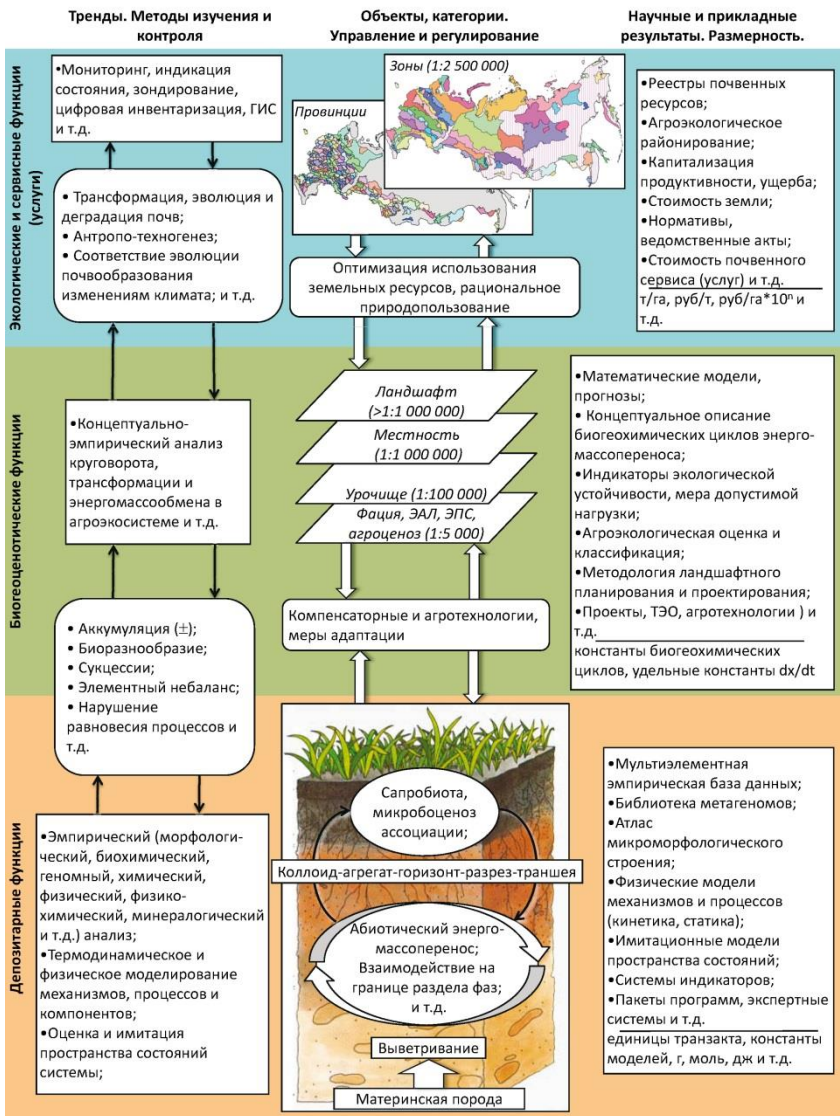 Тренды. Методы изучения и
контроля
Объекты, категории.
Управление и регулирование
Научные и прикладные
результаты. Размерность.
Экологические и сервисные функции
(услуги)
•Мониторинг, индикация
состояния, зондирование,
цифровая инвентаризация, ГИС
и т.д.
• Трансформация, эволюция и
деградация почв;
• Антропо-техногенез;
• Соответствие эволюции
почвообразования
изменениям климата; и т.д.
Зоны (1:2 500 000)
Провинции
Оптимизация использования
земельных ресурсов, рациональное
природопользование
•Реестры почвенных
ресурсов;
•Агроэкологическое
районирование;
•Капитализация
продуктивности, ущерба;
•Стоимость земли;
•Нормативы,
ведомственные акты;
•Стоимость почвенного
сервиса (услуг) и т.д.
т/га, руб/т, руб/га*10ⁿ и
т.д.
Биогеоценотические функции
•Концептуально-
эмпирический анализ
круговорота,
трансформации и
энергомассообмена в
агроэкосистеме и т.д.
• Аккумуляция (±);
• Биоразнообразие;
• Сукцессии;
• Элементный небаланс;
• Нарушение
равновесия процессов и
т.д.
Ландшафт
(>1:1 000 000)
Местность
(1:1 000 000)
Урочище (1:100 000)
Фация, ЭАЛ, ЭПС,
агроценоз (1:5 000)
Компенсаторные и агротехнологии,
меры адаптации
•Математические модели,
прогнозы;
• Концептуальное описание
биогеохимических циклов энерго-
массопереноса;
•Индикаторы экологической
устойчивости, мера допустимой
нагрузки;
•Агроэкологическая оценка и
классификация;
•Методология ландшафтного
планирования и проектирования;
•Проекты, ТЭО, агротехнологии ) и
т.д.
константы биогеохимических
циклов, удельные константы dx/dt
Депозитарные функции
•Эмпирический (морфологи-
ческий, биохимический,
геномный, химический,
физический, физико-
химический, минералогический
и т.д.) анализ;
•Термодинамическое и
физическое моделирование
механизмов, процессов и
компонентов;
•Оценка и имитация
пространства состояний
системы;
Сапробиота,
микробоценоз
ассоциации;
Коллоид-агрегат-горизонт-разрез-траншея
Абиотический энерго-
массоперенос;
Взаимодействие на
границе раздела фаз;
и т.д.
Выветривание
Материнская порода
•Мультиэлементная
эмпирическая база данных;
•Библиотека метагеномов;
•Атлас
микроморфологического
строения;
•Физические модели
механизмов и процессов
(кинетика, статика);
•Имитационные модели
пространства состояний;
•Системы индикаторов;
•Пакеты программ, экспертные
системы и т.д.
единицы транзакта, константы
моделей, г, моль, дж и т.д.